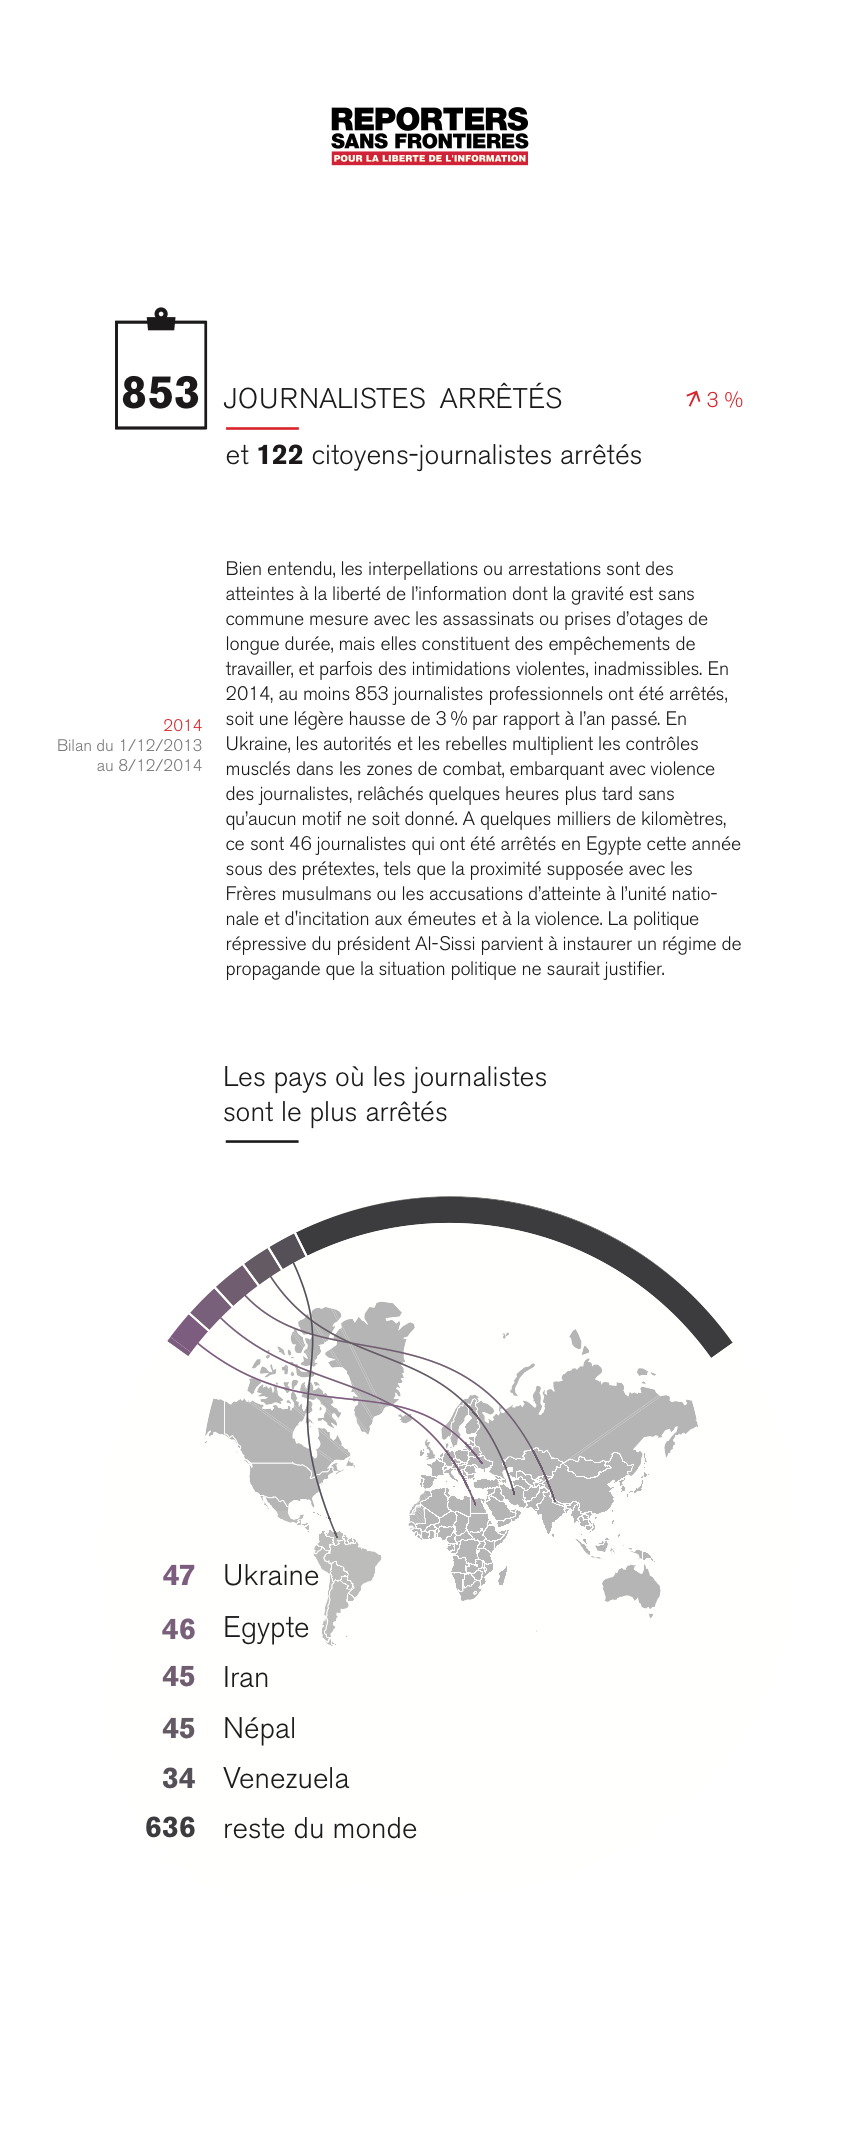 REPORTERS
SANS FRONTIERES
POUR LA LIBERTE DE L'INFORMATION
853 JOURNALISTES ARRÊTÉS ↗ 3 %
et 122 citoyens-journalistes arrêtés
Bien entendu, les interpellations ou arrestations sont des
atteintes à la liberté de l'information dont la gravité est sans
commune mesure avec les assassinats ou prises d'otages de
longue durée, mais elles constituent des empêchements de
travailler, et parfois des intimidations violentes, inadmissibles. En
2014, au moins 853 journalistes professionnels ont été arrêtés,
soit une légère hausse de 3 % par rapport à l'an passé. En
Ukraine, les autorités et les rebelles multiplient les contrôles
musclés dans les zones de combat, embarquant avec violence
des journalistes, relâchés quelques heures plus tard sans
qu'aucun motif ne soit donné. A quelques milliers de kilomètres,
ce sont 46 journalistes qui ont été arrêtés en Egypte cette année
sous des prétextes, tels que la proximité supposée avec les
Frères musulmans ou les accusations d'atteinte à l'unité natio-
nale et d'incitation aux émeutes et à la violence. La politique
répressive du président Al-Sissi parvient à instaurer un régime de
propagande que la situation politique ne saurait justifier.
2014
Bilan du 1/12/2013
au 8/12/2014
Les pays où les journalistes
sont le plus arrêtés
47 Ukraine
46 Egypte
45 Iran
45 Népal
34 Venezuela
636 reste du monde